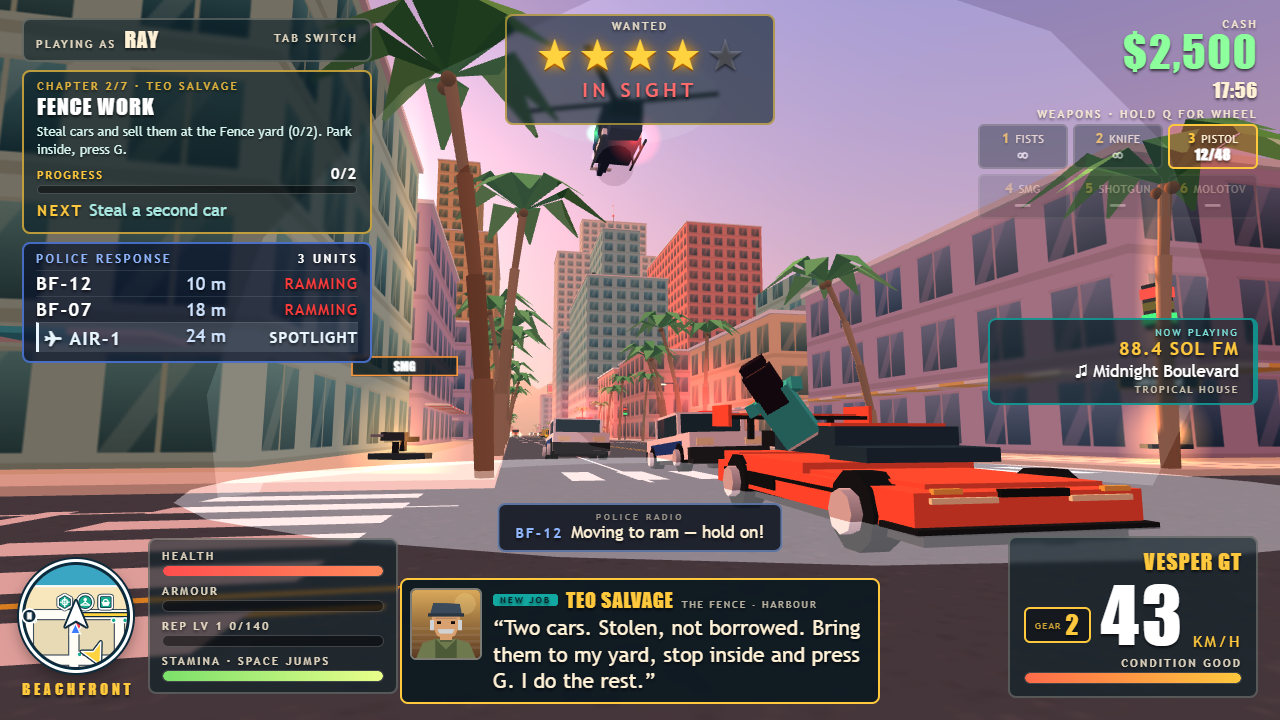 PLAYING AS RAY
TAB SWITCH
CHAPTER 2/7 · TEO SALVAGE
FENCE WORK
Steal cars and sell them at the Fence yard (0/2). Park
inside, press G.
PROGRESS 0/2
NEXT Steal a second car
POLICE RESPONSE 3 UNITS
BF-12 10 m RAMMING
BF-07 18 m RAMMING
AIR-1 24 m SPOTLIGHT
WANTED
IN SIGHT
CASH
$2,500
17:56
WEAPONS · HOLD Q FOR WHEEL
1 FISTS
∞
2 KNIFE
∞
3 PISTOL
12/48
4 SMG
—
5 SHOTGUN
—
6 MOLOTOV
—
NOW PLAYING
88.4 SOL FM
♫ Midnight Boulevard
TROPICAL HOUSE
SMG
POLICE RADIO
BF-12 Moving to ram — hold on!
HEALTH
ARMOUR
REP LV 1 0/140
STAMINA · SPACE JUMPS
BEACHFRONT
NEW JOB TEO SALVAGE THE FENCE · HARBOUR
“Two cars. Stolen, not borrowed. Bring
them to my yard, stop inside and press
G. I do the rest.”
VESPER GT
GEAR 2
43 KM/H
CONDITION GOOD